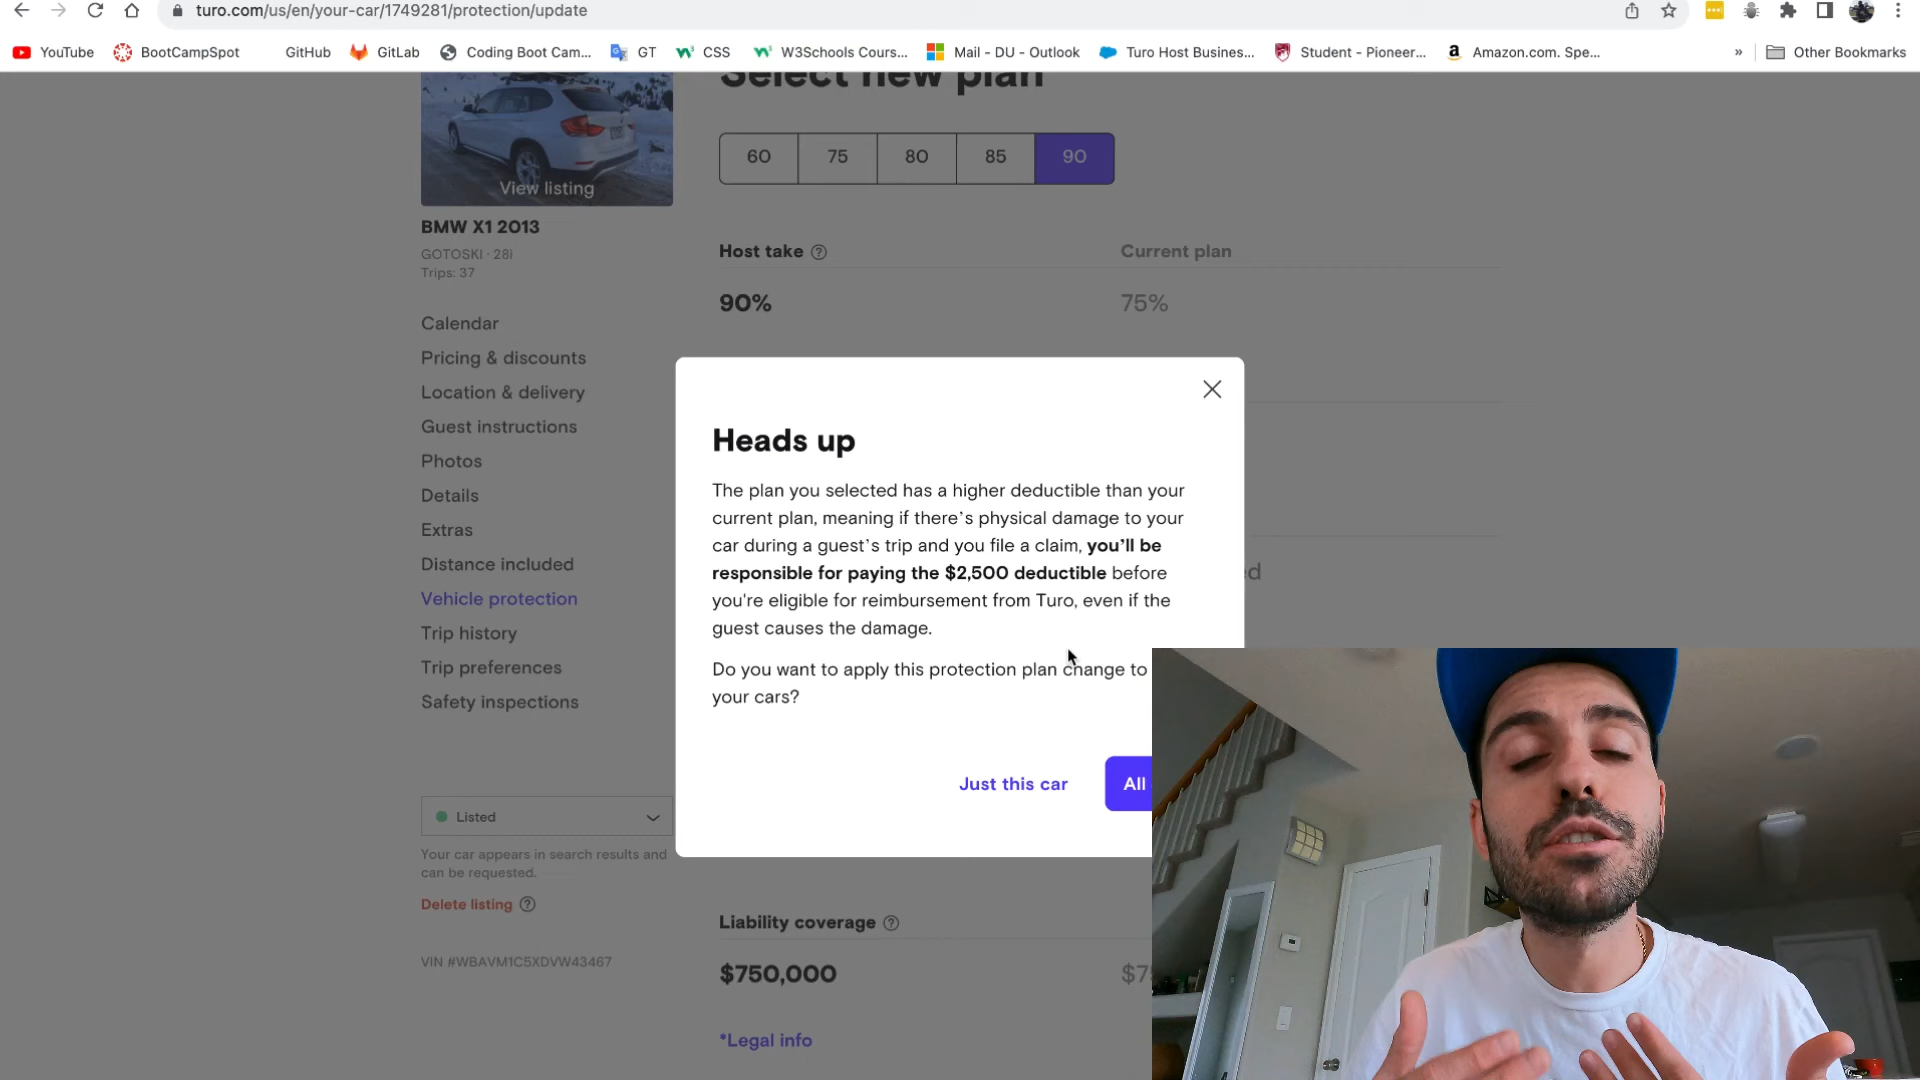 turo.com/us/en/your-car/1749281/protection/update
YouTube BootCampSpot GitHub GitLab Coding Boot Cam... GT CSS W3Schools Cours... Mail - DU - Outlook Turo Host Busines... Student - Pioneer... Amazon.com. Spe... » Other Bookmarks
Select new plan
View listing
60 75 80 85 90
BMW X1 2013
GOTOSKI · 28i
Trips: 37
Host take Current plan
90% 75%
Calendar
Pricing & discounts
Location & delivery
Guest instructions
Photos
Details
Extras
Distance included
Vehicle protection
Trip history
Trip preferences
Safety inspections
Heads up
The plan you selected has a higher deductible than your
current plan, meaning if there's physical damage to your
car during a guest's trip and you file a claim, you'll be
responsible for paying the $2,500 deductible before
you're eligible for reimbursement from Turo, even if the
guest causes the damage.
Do you want to apply this protection plan change to
your cars?
Just this car All
Listed
Your car appears in search results and
can be requested.
Delete listing
VIN #WBAVM1C5XDVW43467
Liability coverage
$750,000
*Legal info